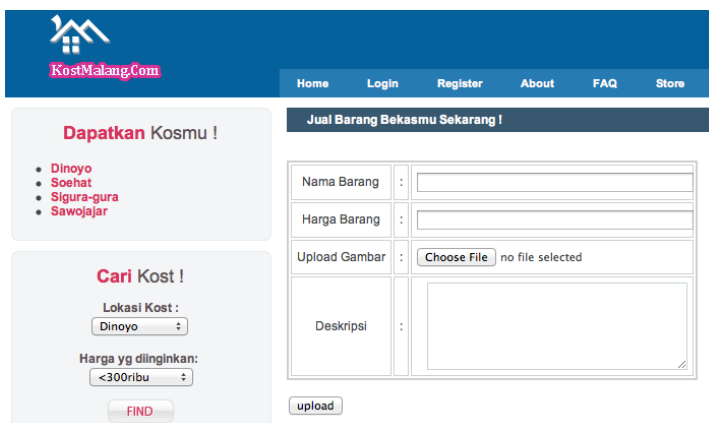 KostMalang.Com
Home Login Register About FAQ Store
Dapatkan Kosmu !
Dinoyo
Soehat
Sigura-gura
Sawojajar
Cari Kost !
Lokasi Kost :
Dinoyo
Harga yg diinginkan:
<300ribu
FIND
Jual Barang Bekasmu Sekarang !
Nama Barang :
Harga Barang :
Upload Gambar : Choose File no file selected
Deskripsi :
upload